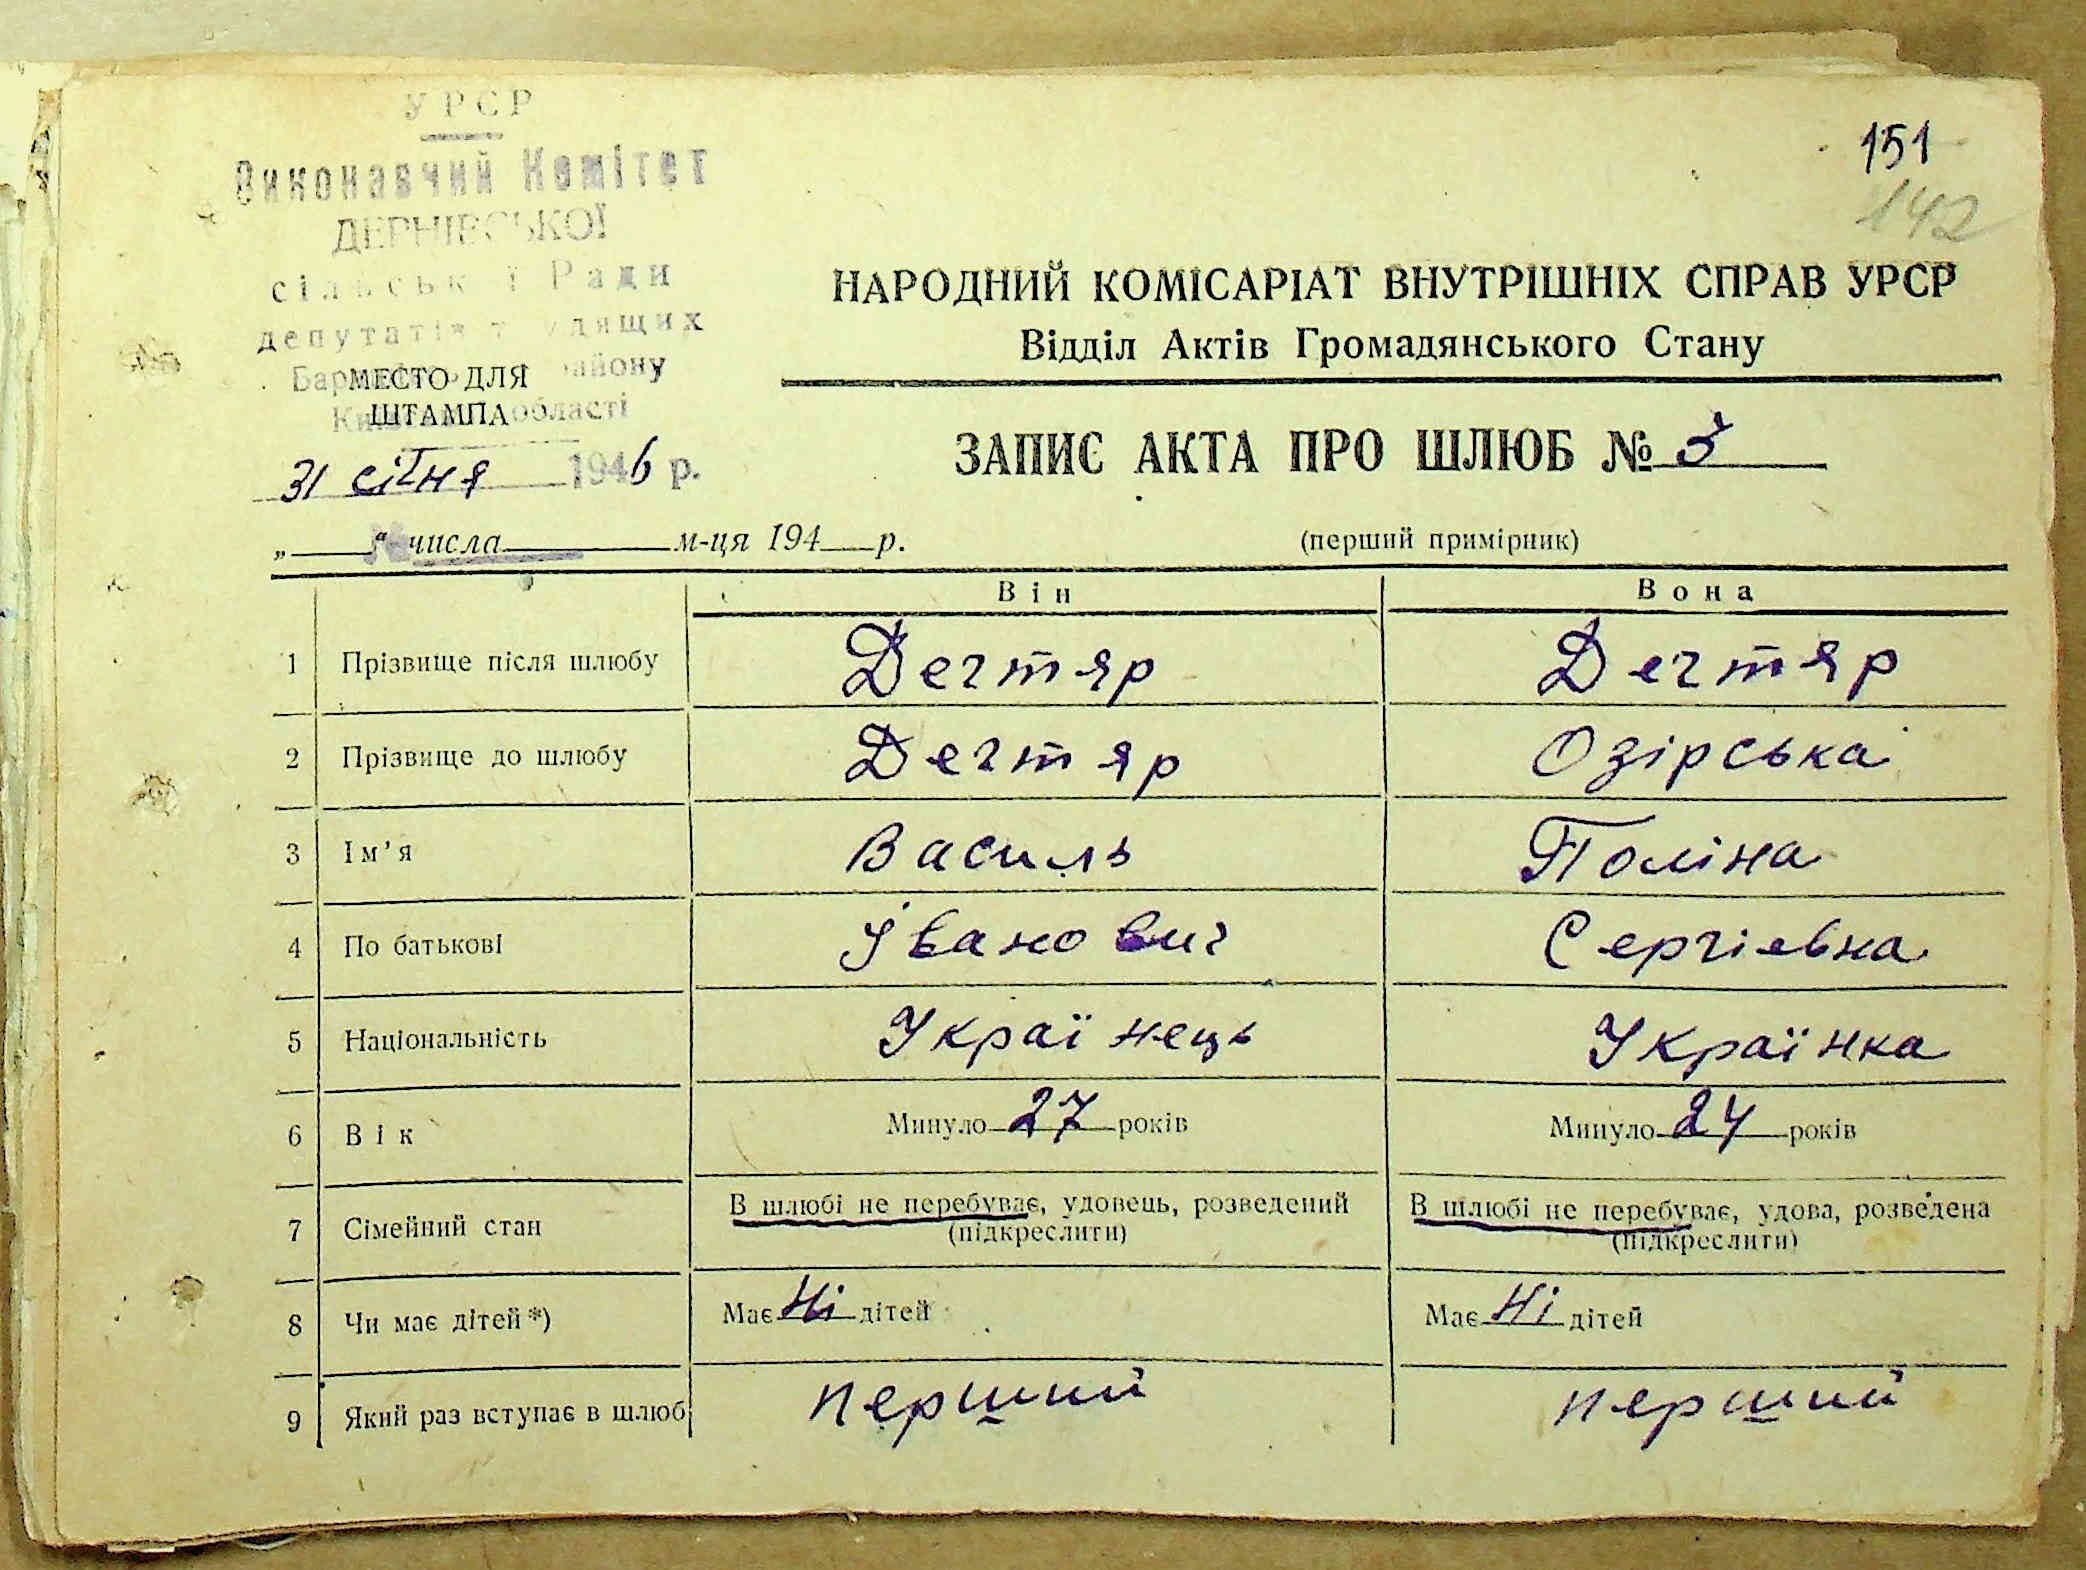 151
142
УРСР
Виконавчий Комітет
ДЕРНІВСЬКОЇ
сільської Ради
депутатів трудящих
району
області
МЕСТО ДЛЯ
ШТАМПА
31 січня 1946 р.
НАРОДНИЙ КОМІСАРІАТ ВНУТРІШНІХ СПРАВ УРСР
Відділ Актів Громадянського Стану
ЗАПИС АКТА ПРО ШЛЮБ № 3
„ “ числа м-ця 194 р.
(перший примірник)
Він Вона
1 Прізвище після шлюбу Дегтяр Дегтяр
2 Прізвище до шлюбу Дегтяр Озірська
3 Ім’я Василь Поліна
4 По батькові Іванович Сергієвна
5 Національність Українець Українка
6 Вік Минуло 27 років Минуло 24 років
7 Сімейний стан В шлюбі не перебуває, удовець, розведений В шлюбі не перебуває, удова, розведена
(підкреслити) (підкреслити)
8 Чи має дітей*) Має Ні дітей Має Ні дітей
9 Який раз вступає в шлюб перший перший